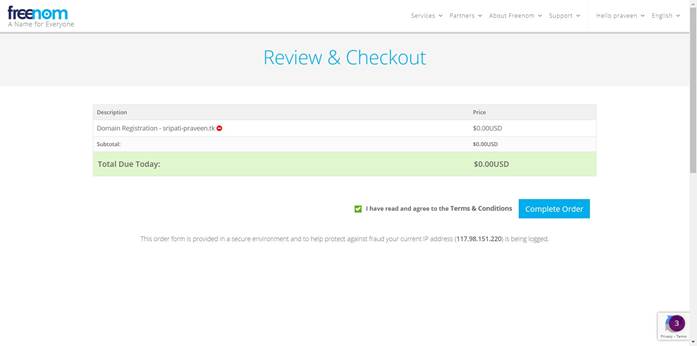 freenom
A Name for Everyone
Services Partners About Freenom Support Hello praveen English
Review & Checkout
Description Price
Domain Registration - sripati-praveen.tk $0.00USD
Subtotal: $0.00USD
Total Due Today: $0.00USD
I have read and agree to the Terms & Conditions Complete Order
This order form is provided in a secure environment and to help protect against fraud your current IP address (117.98.151.220) is being logged.
3
Privacy - Terms